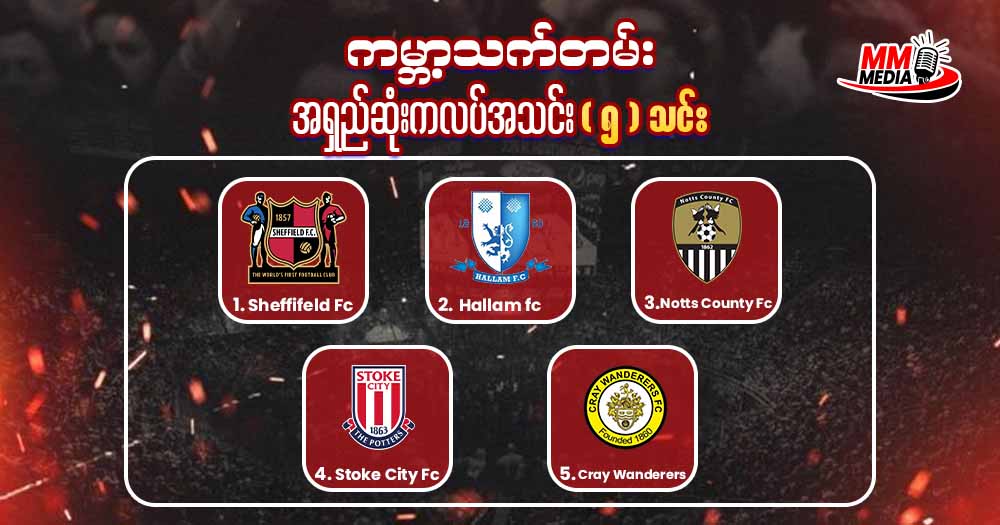 ကမ္ဘာ့သက်တမ်း
အရှည်ဆုံးကလပ်အသင်း ( ၅ ) သင်း
MM
MEDIA
1857
SHEFFIELD F.C.
THE WORLD'S FIRST FOOTBALL CLUB
1. Sheffifeld Fc
18 60
HALLAM F.C
2. Hallam fc
Notts County FC
1862
3.Notts County Fc
STOKE
CITY
1863
THE POTTERS
4. Stoke City Fc
CRAY WANDERERS FC
Founded 1860
5. Cray Wanderers